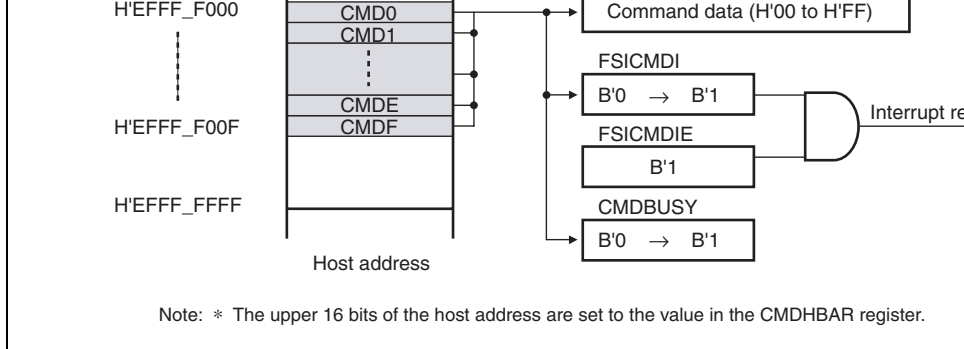 H'EFFF_F000
CMD0
Command data (H'00 to H'FF)
CMD1
FSICMDI
B'0 → B'1
CMDE
Interrupt
H'EFFF_F00F
CMDF
FSICMDIE
B'1
H'EFFF_FFFF
CMDBUSY
B'0 → B'1
Host address
Note: * The upper 16 bits of the host address are set to the value in the CMDHBAR register.